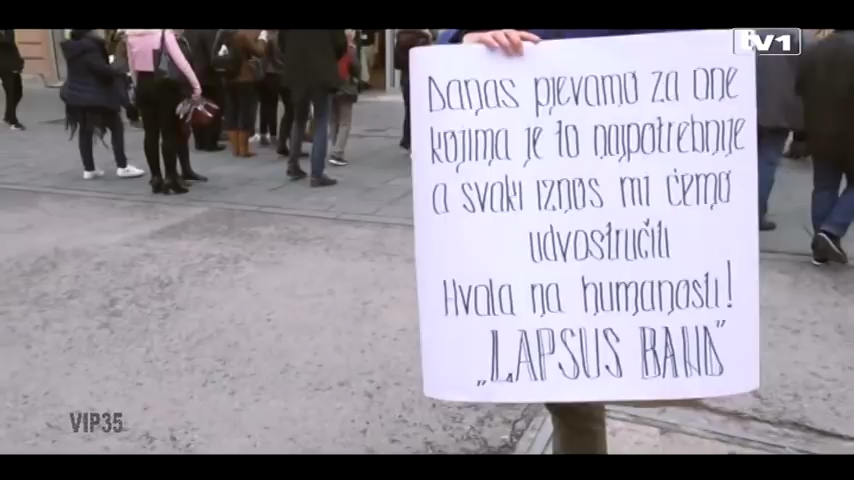 tv1
Danas pjevamo za one
kojima je to najpotrebnije
a svaki iznos mi ćemo
udvostručiti
Hvala na humanosti!
„LAPSUS BAND"
VIP35